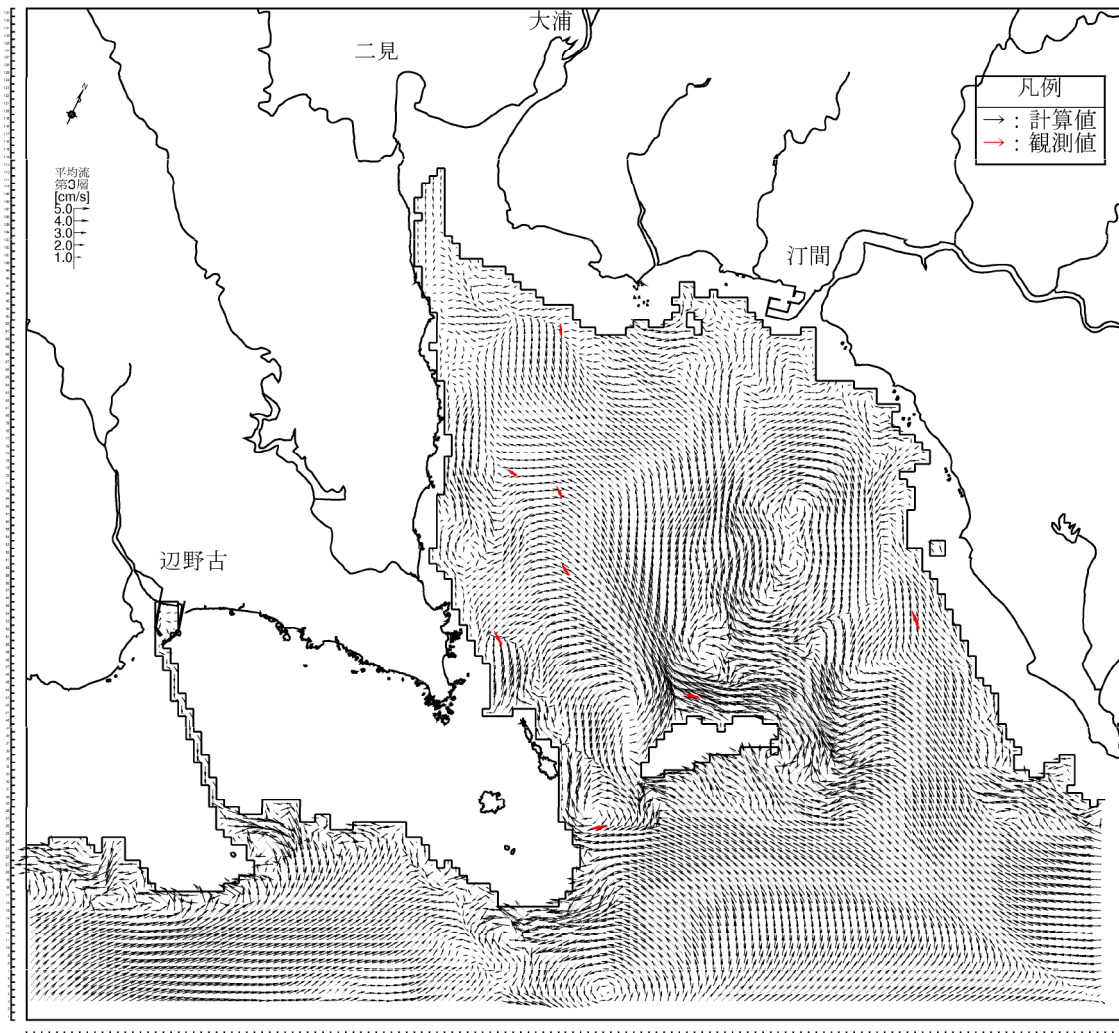 大浦
二見
凡例
→ : 計算値
→ : 観測値
N
平均流
第3層
[cm/s]
5.0
4.0
3.0
2.0
1.0
汀間
辺野古